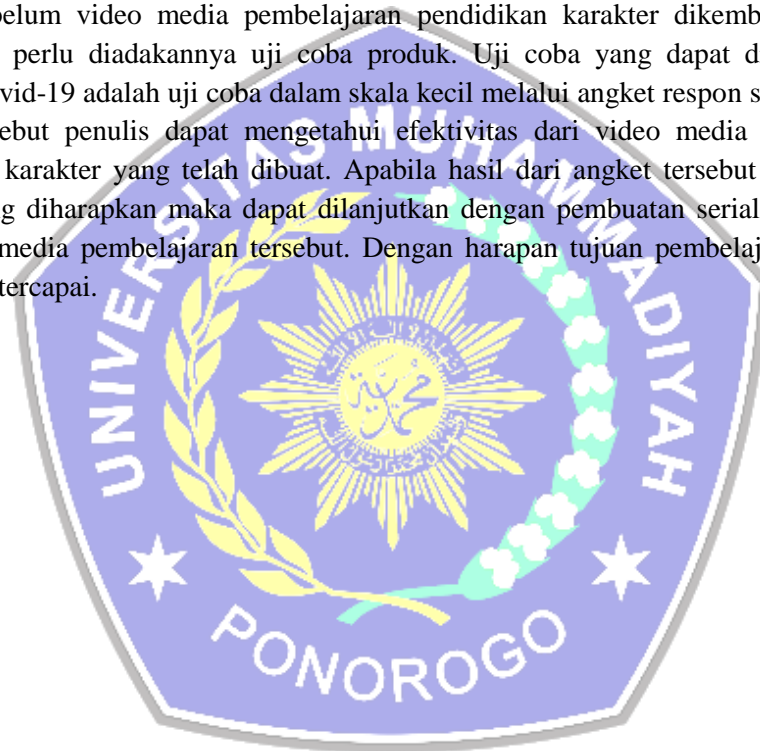 belum video media pembelajaran pendidikan karakter dikemb
perlu diadakannya uji coba produk. Uji coba yang dapat d
vid-19 adalah uji coba dalam skala kecil melalui angket respon s
ebut penulis dapat mengetahui efektivitas dari video media
karakter yang telah dibuat. Apabila hasil dari angket tersebut
g diharapkan maka dapat dilanjutkan dengan pembuatan serial
media pembelajaran tersebut. Dengan harapan tujuan pembelaj
tercapai.
UNIVERSITAS MUHAMMADIYAH
محمدية
PONOROGO